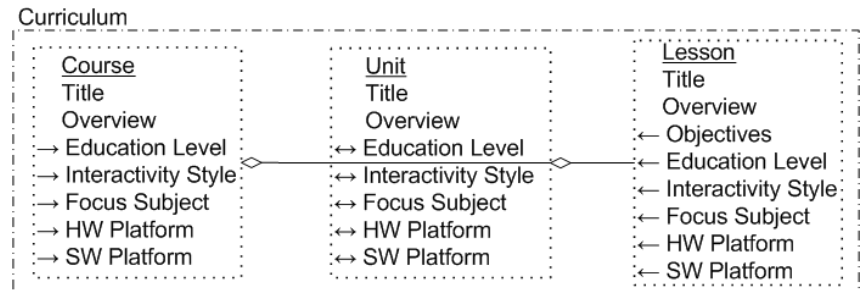 Curriculum
Course
Title
Overview
→ Education Level
→ Interactivity Style
→ Focus Subject
→ HW Platform
→ SW Platform
Unit
Title
Overview
↔ Education Level
↔ Interactivity Style
↔ Focus Subject
↔ HW Platform
↔ SW Platform
Lesson
Title
Overview
← Objectives
← Education Level
← Interactivity Style
← Focus Subject
← HW Platform
← SW Platform